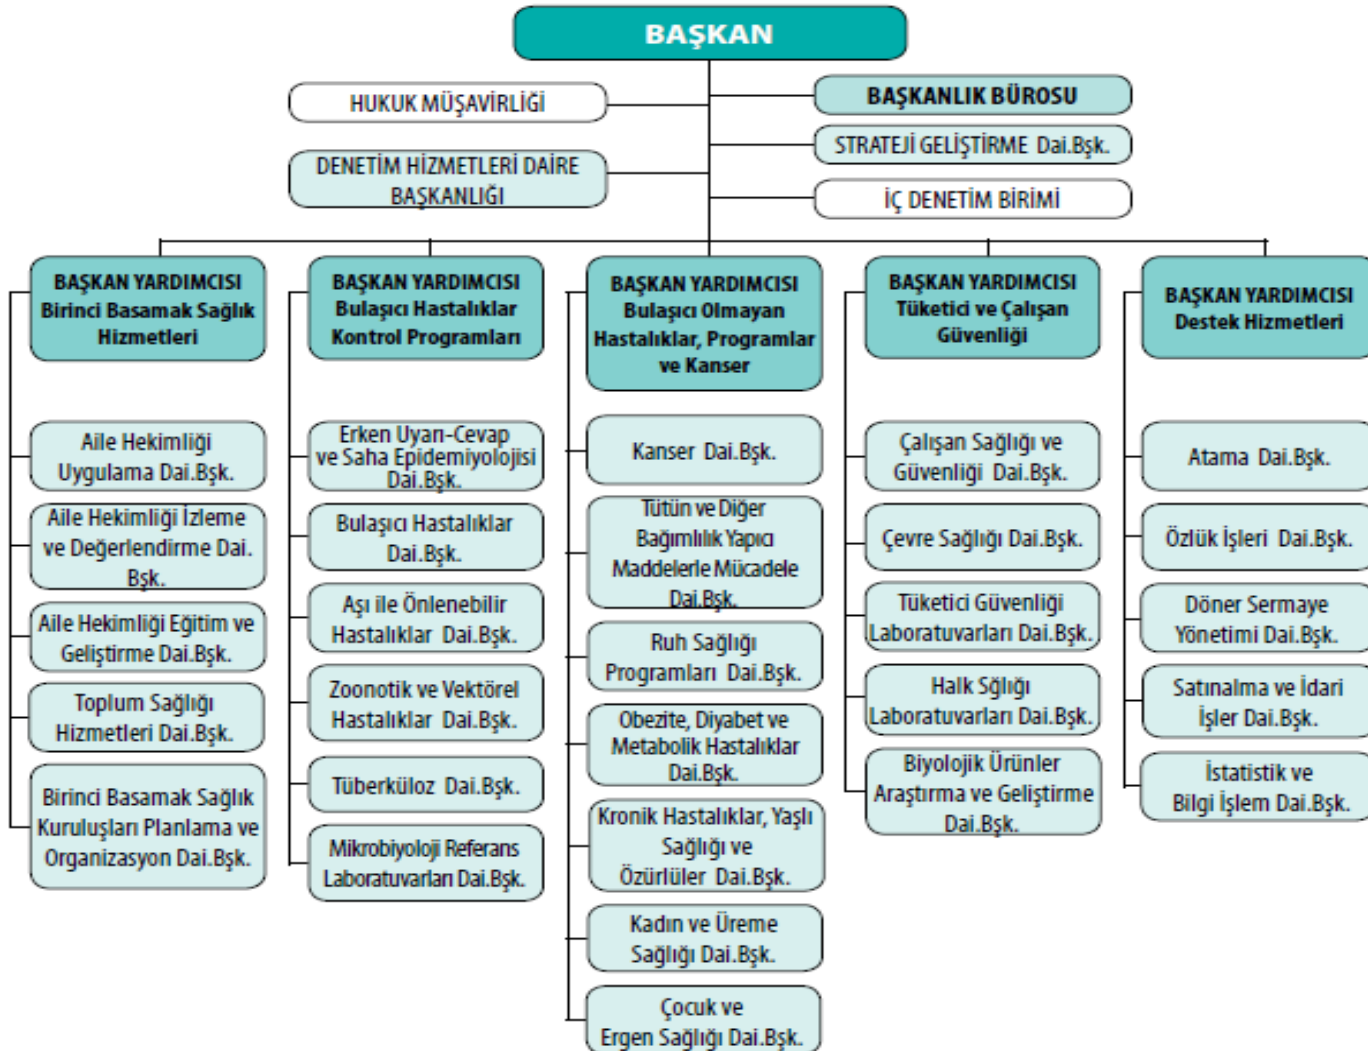 BAŞKAN
HUKUK MÜŞAVİRLİĞİ
BAŞKANLIK BÜROSU
STRATEJİ GELİŞTİRME Dai.Bşk.
DENETİM HİZMETLERİ DAİRE
BAŞKANLIĞI
İÇ DENETİM BİRİMİ
BAŞKAN YARDIMCISI
Birinci Basamak Sağlık
Hizmetleri
Aile Hekimliği
Uygulama Dai.Bşk.
Aile Hekimliği İzleme
ve Değerlendirme Dai.
Bşk.
Aile Hekimliği Eğitim ve
Geliştirme Dai.Bşk.
Toplum Sağlığı
Hizmetleri Dai.Bşk.
Birinci Basamak Sağlık
Kuruluşları Planlama ve
Organizasyon Dai.Bşk.
BAŞKAN YARDIMCISI
Bulaşıcı Hastalıklar
Kontrol Programları
Erken Uyarı-Cevap
ve Saha Epidemiyolojisi
Dai.Bşk.
Bulaşıcı Hastalıklar
Dai.Bşk.
Aşı ile Önlenebilir
Hastalıklar Dai.Bşk.
Zoonotik ve Vektörel
Hastalıklar Dai.Bşk.
Tüberküloz Dai.Bşk.
Mikrobiyoloji Referans
Laboratuvarları Dai.Bşk.
BAŞKAN YARDIMCISI
Bulaşıcı Olmayan
Hastalıklar, Programlar
ve Kanser
Kanser Dai.Bşk.
Tütün ve Diğer
Bağımlılık Yapıcı
Maddelerle Mücadele
Dai.Bşk.
Ruh Sağlığı
Programları Dai.Bşk.
Obezite, Diyabet ve
Metabolik Hastalıklar
Dai.Bşk.
Kronik Hastalıklar, Yaşlı
Sağlığı ve
Özürlüler Dai.Bşk.
Kadın ve Üreme
Sağlığı Dai.Bşk.
Çocuk ve
Ergen Sağlığı Dai.Bşk.
BAŞKAN YARDIMCISI
Tüketici ve Çalışan
Güvenliği
Çalışan Sağlığı ve
Güvenliği Dai.Bşk.
Çevre Sağlığı Dai.Bşk.
Tüketici Güvenliği
Laboratuvarları Dai.Bşk.
Halk Sğlığı
Laboratuvarları Dai.Bşk.
Biyolojik Ürünler
Araştırma ve Geliştirme
Dai.Bşk.
BAŞKAN YARDIMCISI
Destek Hizmetleri
Atama Dai.Bşk.
Özlük İşleri Dai.Bşk.
Döner Sermaye
Yönetimi Dai.Bşk.
Satınalma ve İdari
İşler Dai.Bşk.
İstatistik ve
Bilgi İşlem Dai.Bşk.